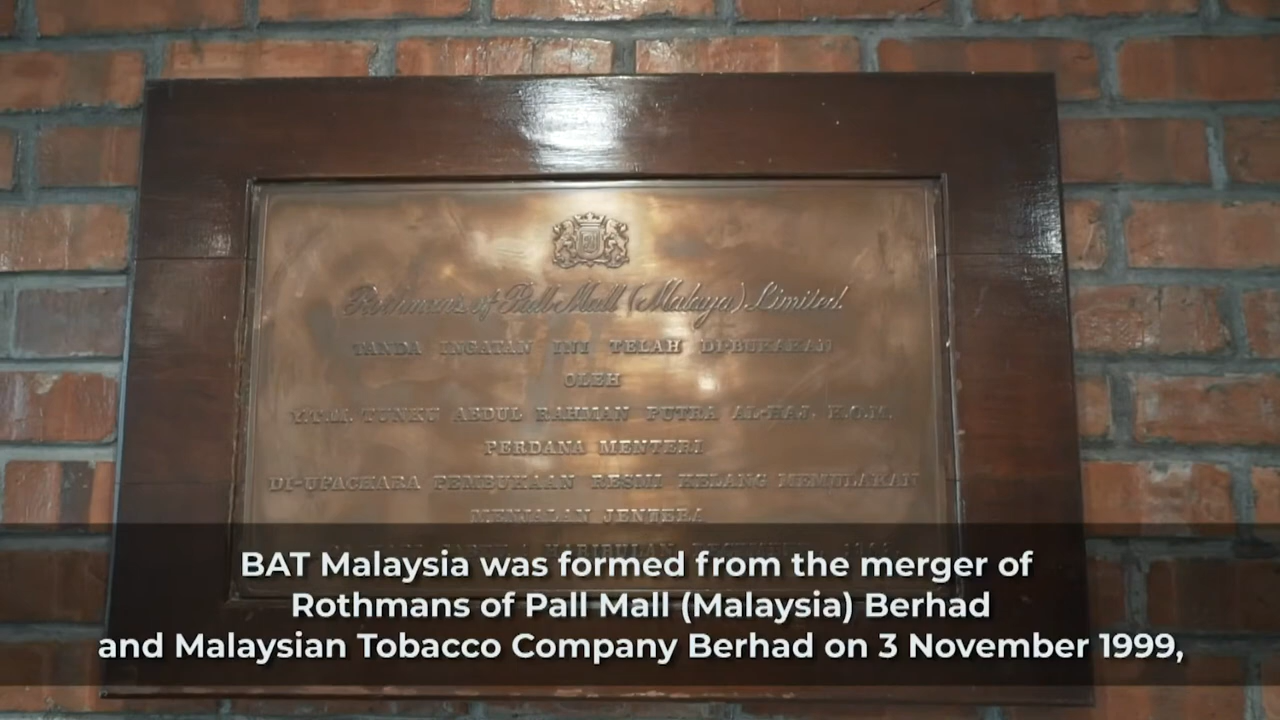 Rothmans of Pall Mall (Malaya) Limited.
TANDA INGATAN INI TELAH DI-BUKAKAN
OLEH
Y.T.M. TUNKU ABDUL RAHMAN PUTRA AL-HAJ. K.O.M.
PERDANA MENTERI
DI-UPACHARA PEMBUKAAN RESMI KELANG MEMULAKAN
MENJALAN JENTERA
HARIBULAN
BAT Malaysia was formed from the merger of
Rothmans of Pall Mall (Malaysia) Berhad
and Malaysian Tobacco Company Berhad on 3 November 1999,